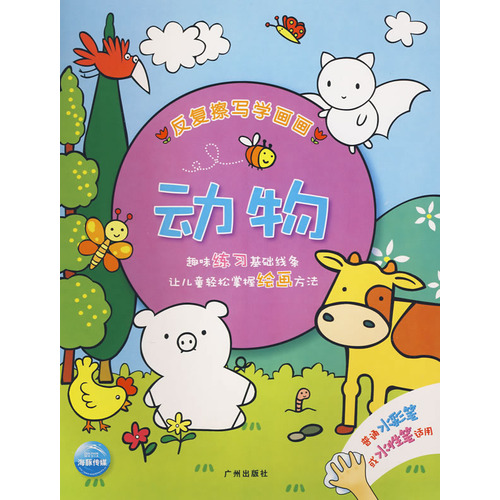 反复擦写学画画
动物
趣味练习基础线条
让儿童轻松掌握绘画方法
普通水彩笔
或水性笔适用
海豚传媒
广州出版社